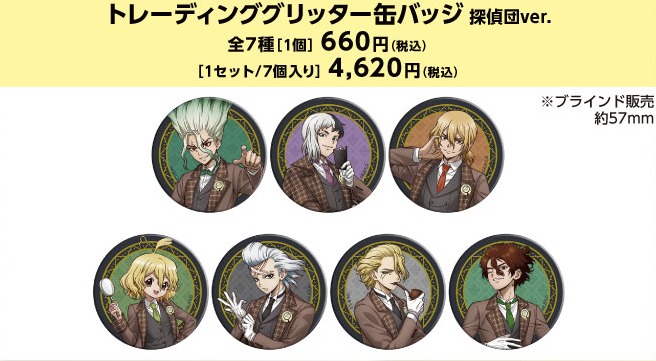 トレーディンググリッター缶バッジ 探偵団ver.
全7種[1個] 660円(税込)
[1セット/7個入り] 4,620円(税込)
※ブラインド販売
約57mm